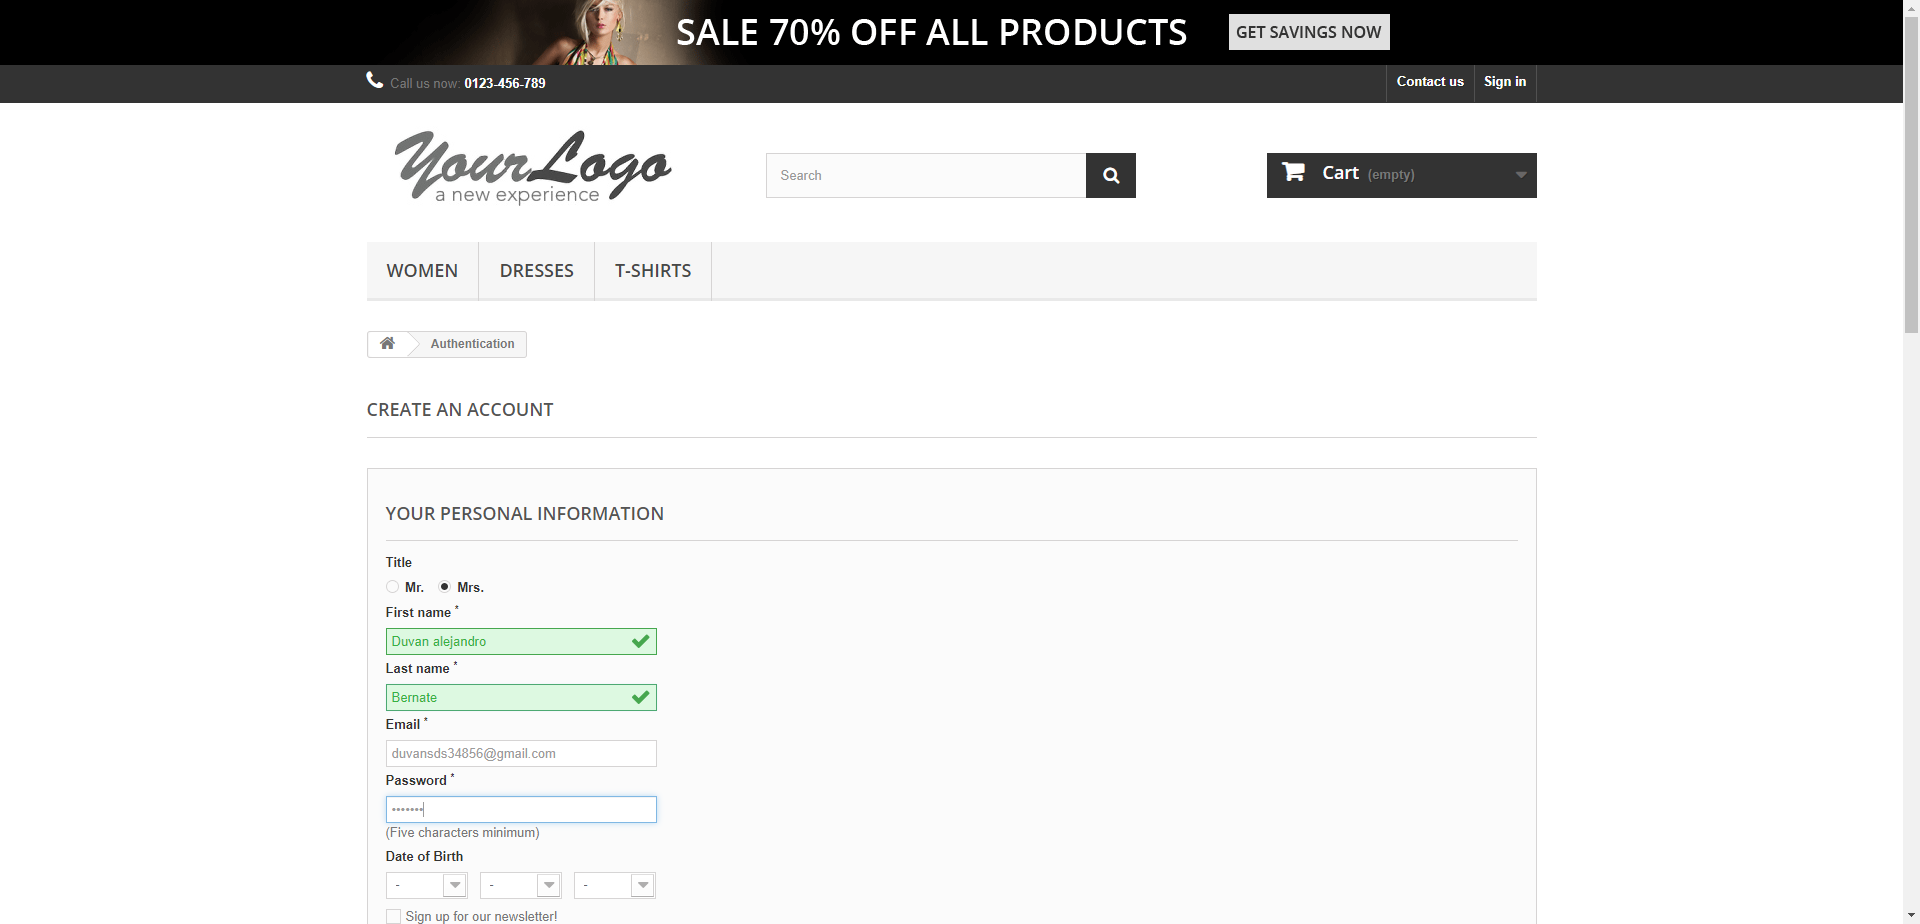 SALE 70% OFF ALL PRODUCTS GET SAVINGS NOW
Call us now: 0123-456-789 Contact us Sign in
YourLogo
a new experience
Search
Cart (empty)
WOMEN DRESSES T-SHIRTS
Authentication
CREATE AN ACCOUNT
YOUR PERSONAL INFORMATION
Title
Mr. Mrs.
First name *
Duvan alejandro
Last name *
Bernate
Email *
duvansds34856@gmail.com
Password *
•••••••
(Five characters minimum)
Date of Birth
- - -
Sign up for our newsletter!